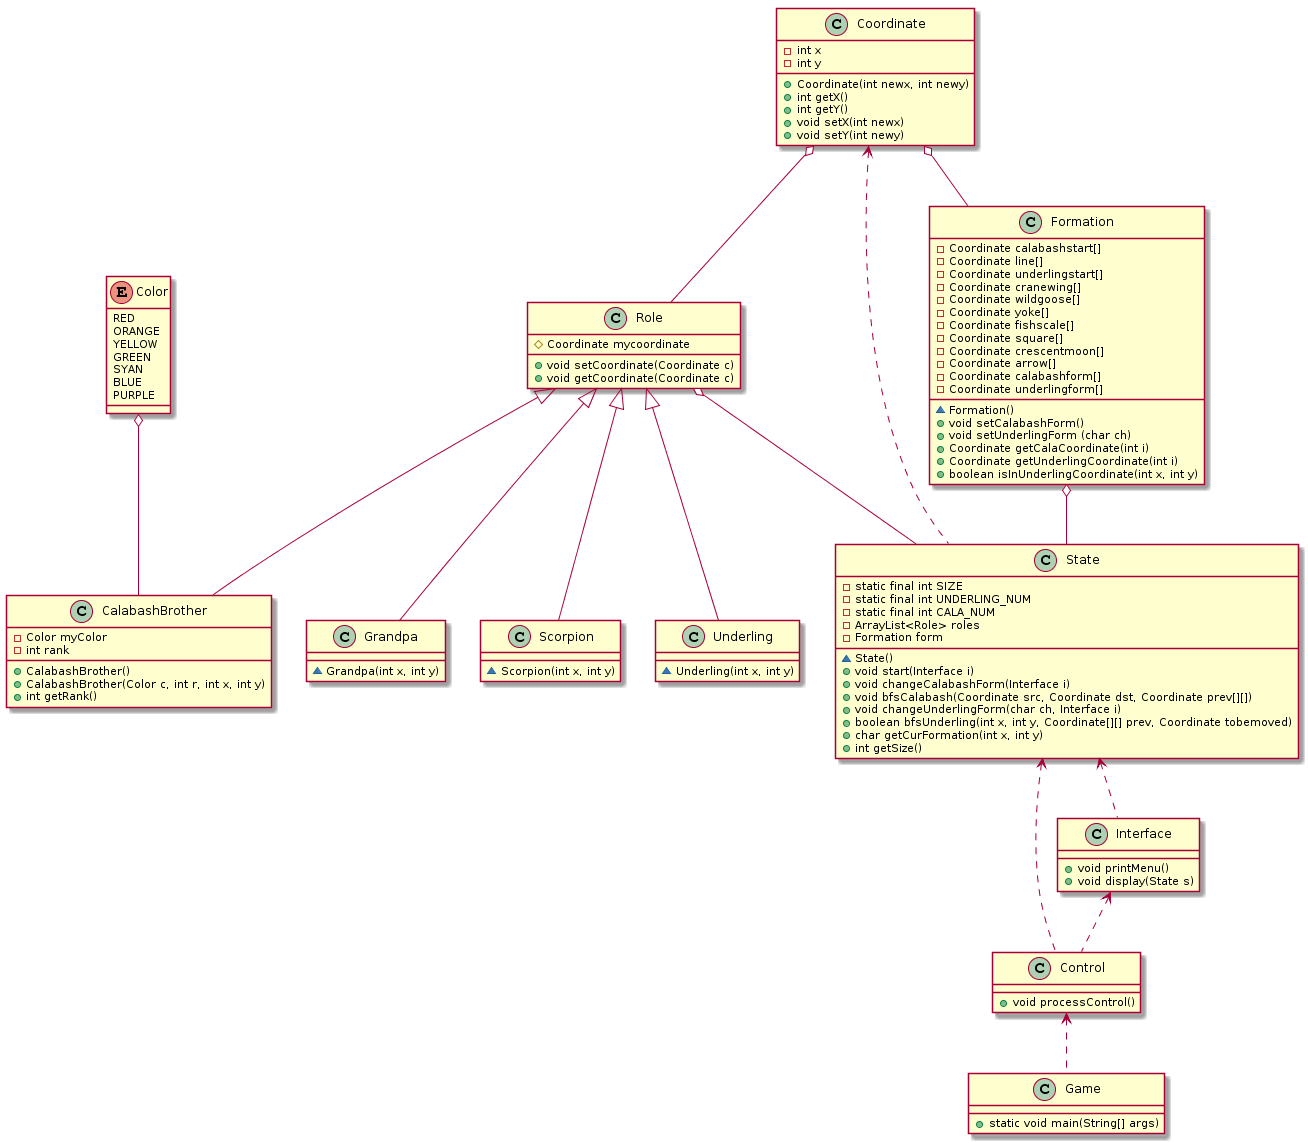 C Coordinate
int x
int y
Coordinate(int newx, int newy)
int getX()
int getY()
void setX(int newx)
void setY(int newy)
C Formation
Coordinate calabashstart[]
Coordinate line[]
Coordinate underlingstart[]
Coordinate cranewing[]
Coordinate wildgoose[]
Coordinate yoke[]
Coordinate fishscale[]
Coordinate square[]
Coordinate crescentmoon[]
Coordinate arrow[]
Coordinate calabashform[]
Coordinate underlingform[]
Formation()
void setCalabashForm()
void setUnderlingForm (char ch)
Coordinate getCalaCoordinate(int i)
Coordinate getUnderlingCoordinate(int i)
boolean isInUnderlingCoordinate(int x, int y)
E Color
RED
ORANGE
YELLOW
GREEN
SYAN
BLUE
PURPLE
C Role
Coordinate mycoordinate
void setCoordinate(Coordinate c)
void getCoordinate(Coordinate c)
C CalabashBrother
Color myColor
int rank
CalabashBrother()
CalabashBrother(Color c, int r, int x, int y)
int getRank()
C Grandpa
Grandpa(int x, int y)
C Scorpion
Scorpion(int x, int y)
C Underling
Underling(int x, int y)
C State
static final int SIZE
static final int UNDERLING_NUM
static final int CALA_NUM
ArrayList<Role> roles
Formation form
State()
void start(Interface i)
void changeCalabashForm(Interface i)
void bfsCalabash(Coordinate src, Coordinate dst, Coordinate prev[][])
void changeUnderlingForm(char ch, Interface i)
boolean bfsUnderling(int x, int y, Coordinate[][] prev, Coordinate tobemoved)
char getCurFormation(int x, int y)
int getSize()
C Interface
void printMenu()
void display(State s)
C Control
void processControl()
C Game
static void main(String[] args)